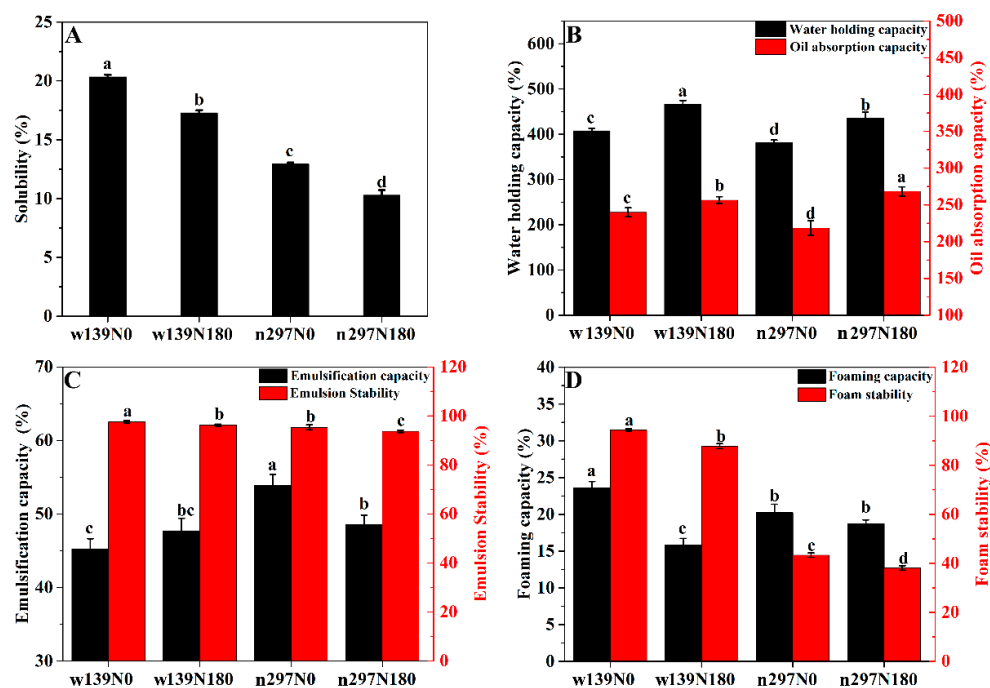 A
Solubility (%)
25
20
15
10
5
0
a
b
c
d
w139N0 w139N180 n297N0 n297N180
B
Water holding capacity
Oil absorption capacity
Water holding capacity (%)
600
500
400
300
200
100
0
c
a
d
b
c
b
d
a
500
450
400
350
300
250
200
150
100
Oil absorption capacity (%)
w139N0 w139N180 n297N0 n297N180
C
Emulsification capacity
Emulsion Stability
Emulsification capacity (%)
70
60
50
40
30
a
b
b
c
c
bc
a
b
120
100
80
60
40
20
0
Emulsion Stability (%)
w139N0 w139N180 n297N0 n297N180
D
Foaming capacity
Foam stability
Foaming capacity (%)
40
35
30
25
20
15
10
5
0
a
b
a
c
b
c
b
d
120
100
80
60
40
20
0
Foam stability (%)
w139N0 w139N180 n297N0 n297N180